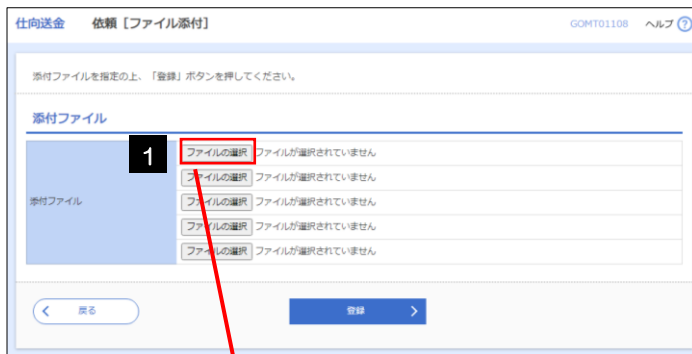 仕向送金 依頼［ファイル添付］ GOMT01108 ヘルプ ?
添付ファイルを指定の上、「登録」ボタンを押してください。
添付ファイル
1 ファイルの選択 ファイルが選択されていません
ファイルの選択 ファイルが選択されていません
添付ファイル ファイルの選択 ファイルが選択されていません
ファイルの選択 ファイルが選択されていません
ファイルの選択 ファイルが選択されていません
戻る 登録